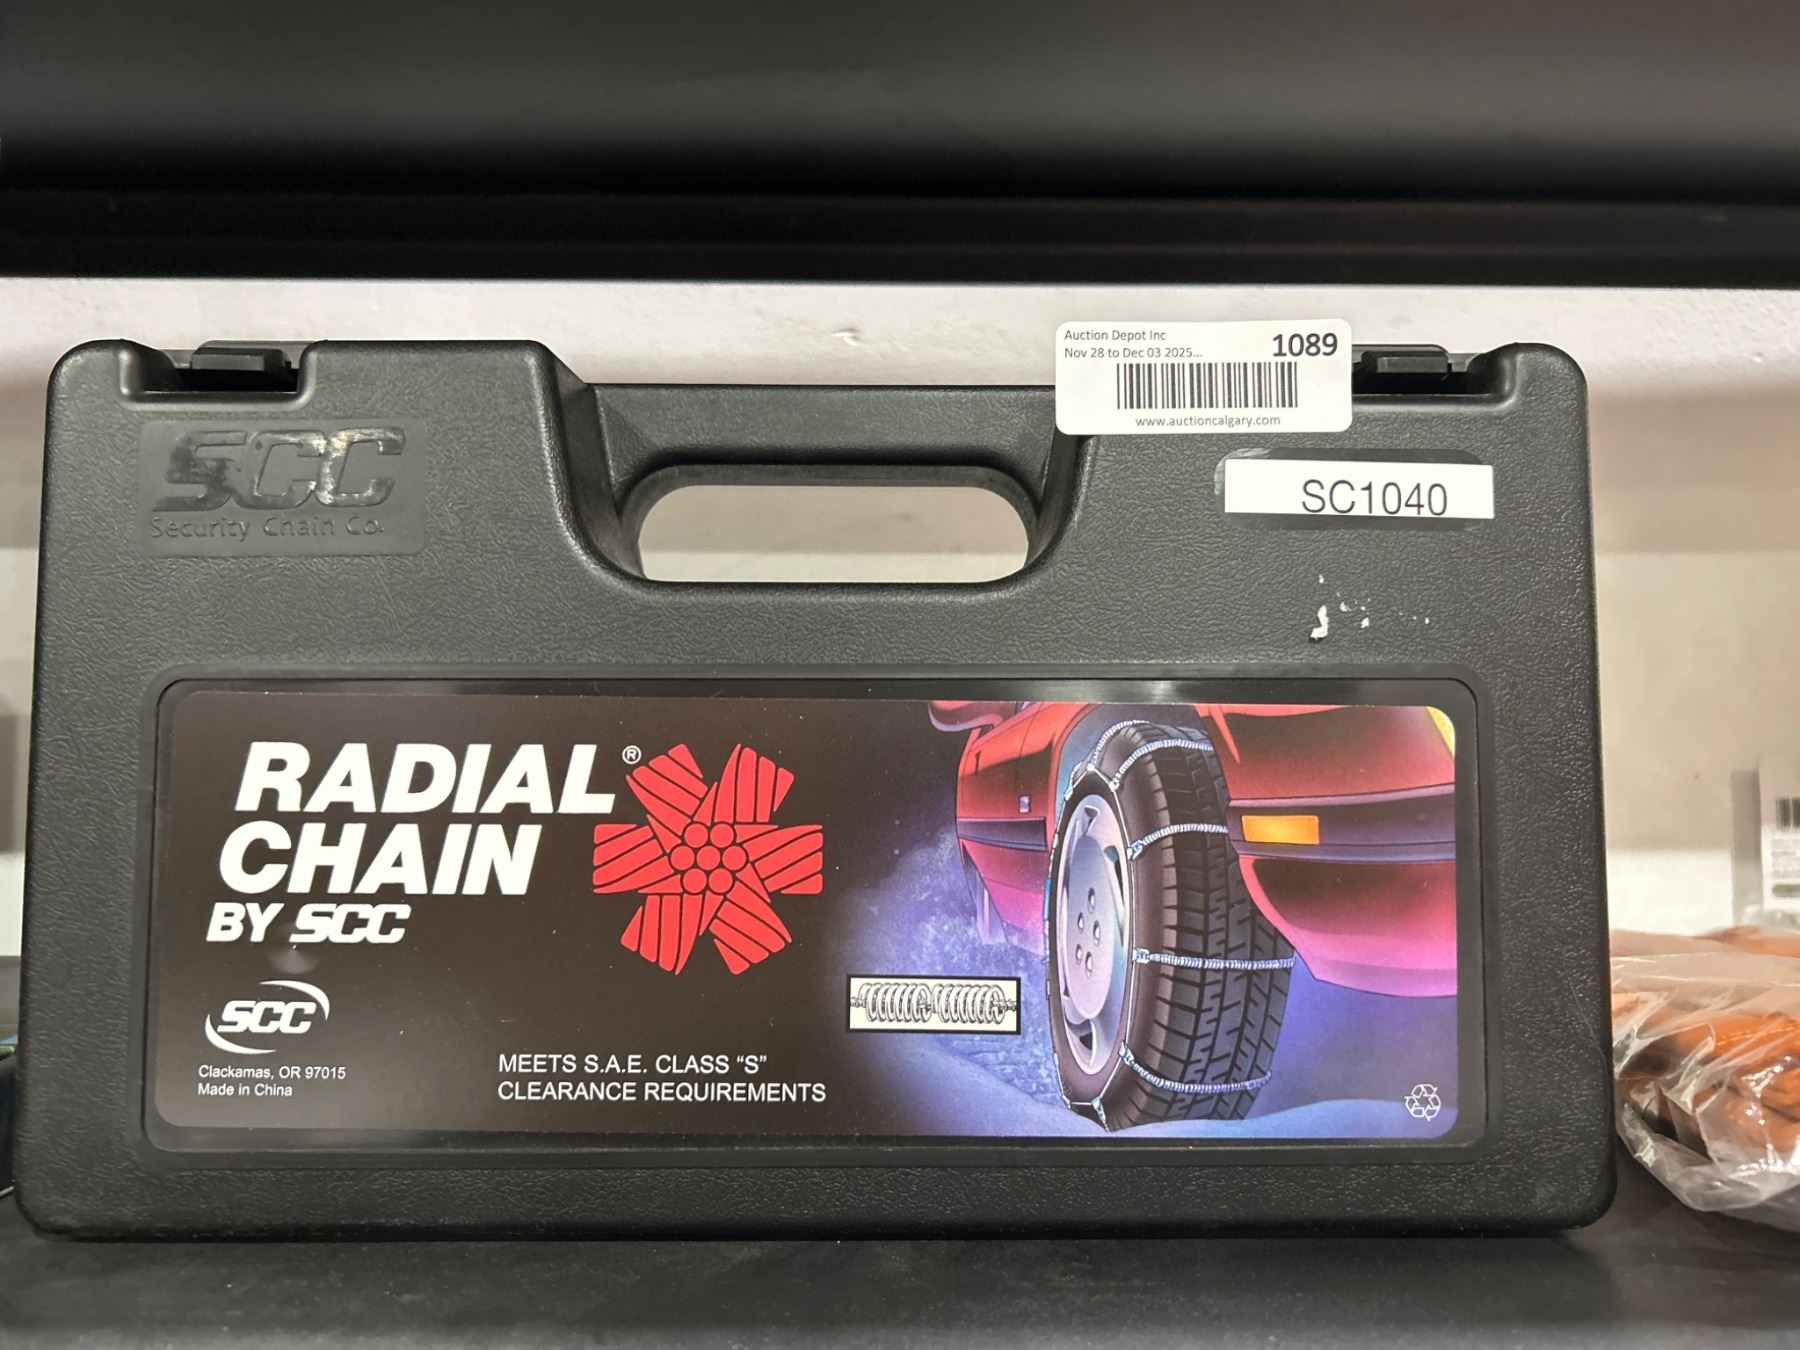 Auction Depot Inc
Nov 28 to Dec 03 2025...
1089
www.auctioncalgary.com
SCC
Security Chain Co.
SC1040
RADIAL®
CHAIN
BY SCC
SCC
Clackamas, OR 97015
Made in China
MEETS S.A.E. CLASS “S”
CLEARANCE REQUIREMENTS